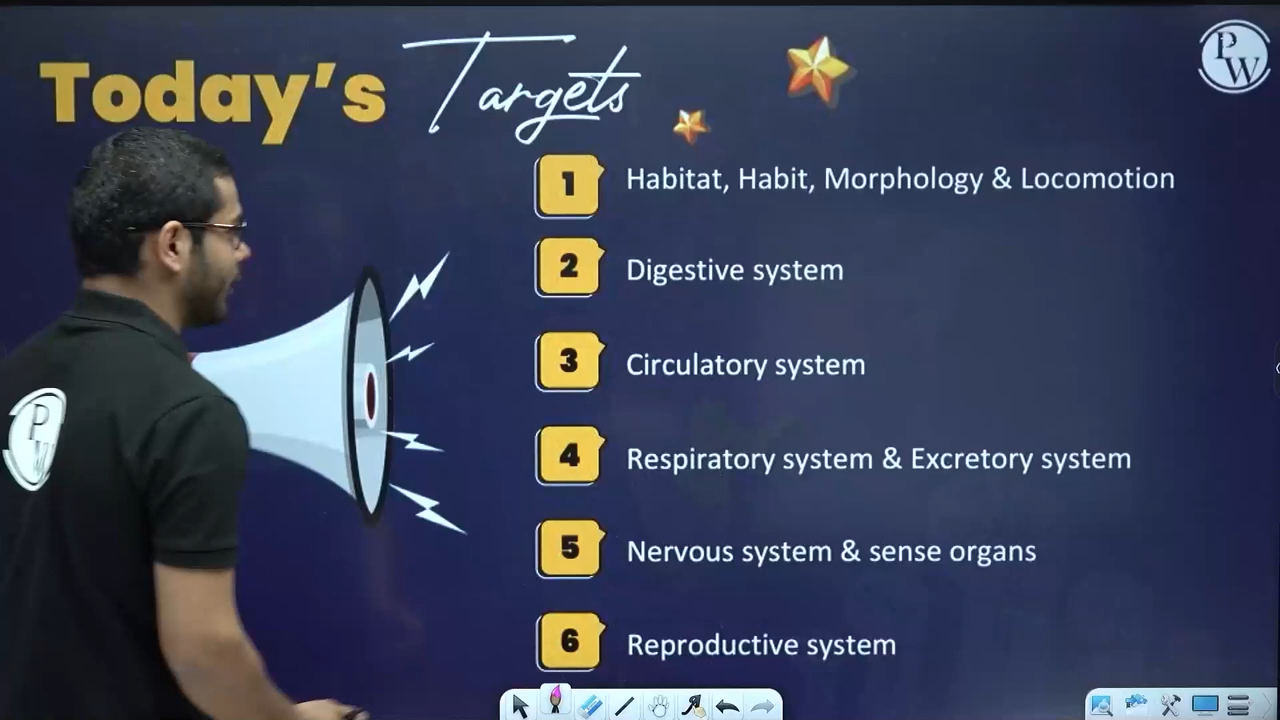 Today's Targets
PW
1 Habitat, Habit, Morphology & Locomotion
2 Digestive system
3 Circulatory system
4 Respiratory system & Excretory system
5 Nervous system & sense organs
6 Reproductive system
PW